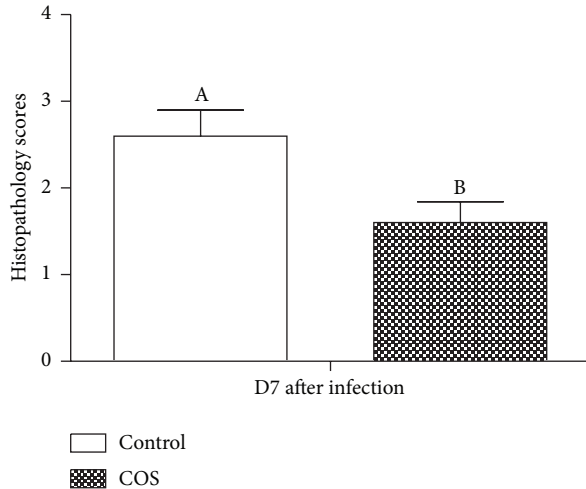 Histopathology scores
4
3
2
1
0
A
B
D7 after infection
Control
COS